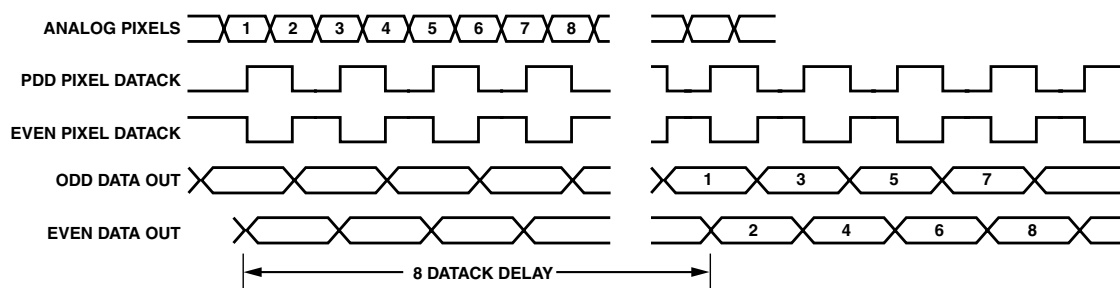 ANALOG PIXELS 1 2 3 4 5 6 7 8
PDD PIXEL DATACK
EVEN PIXEL DATACK
ODD DATA OUT 1 3 5 7
EVEN DATA OUT 2 4 6 8
8 DATACK DELAY